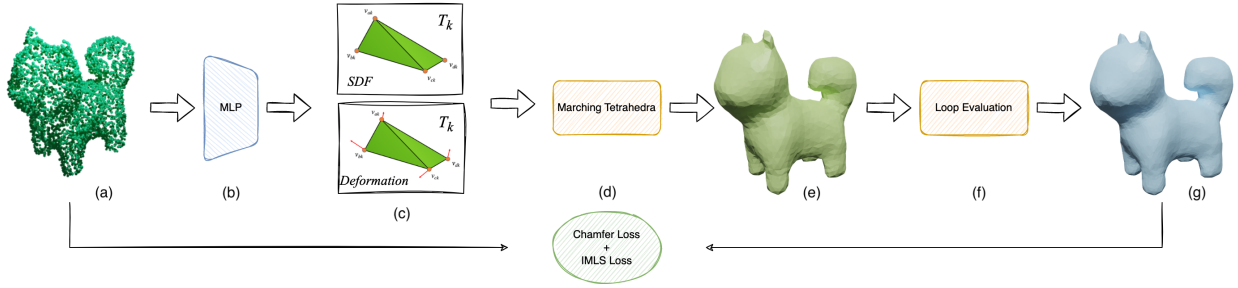 v_ak
T_k
v_bk
v_dk
v_ck
SDF
v_ak
T_k
v_bk
v_dk
v_ck
Deformation
MLP
Marching Tetrahedra
Loop Evaluation
(a)
(b)
(c)
(d)
(e)
(f)
(g)
Chamfer Loss
+
IMLS Loss